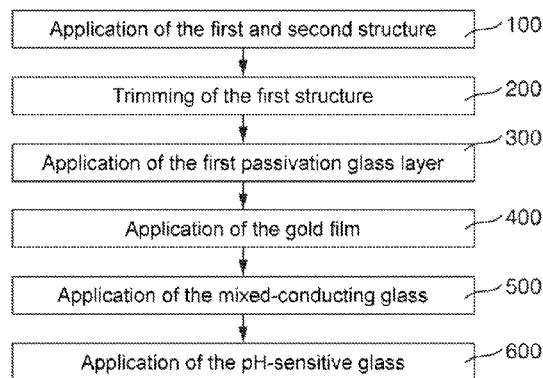 Application of the first and second structure 100
Trimming of the first structure 200
Application of the first passivation glass layer 300
Application of the gold film 400
Application of the mixed-conducting glass 500
Application of the pH-sensitive glass 600